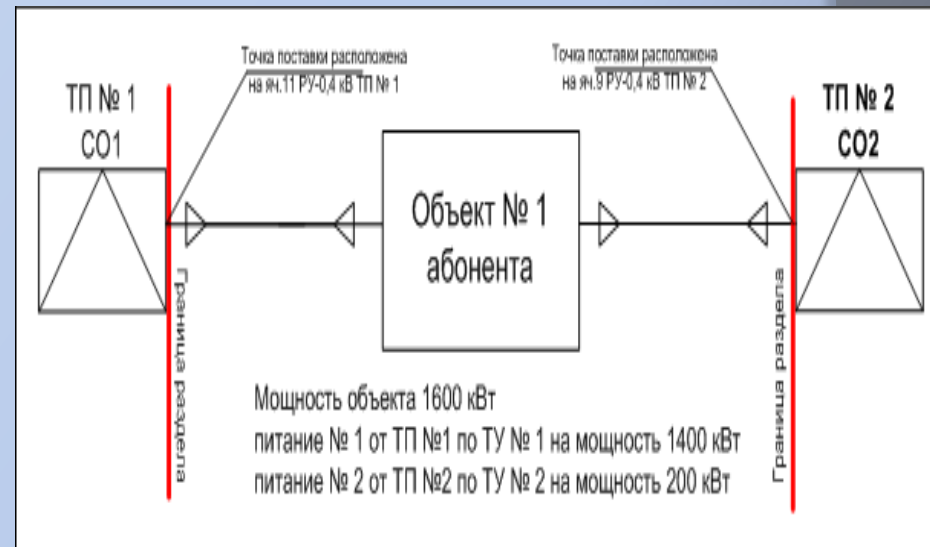 Точка поставки расположена
на яч.11 РУ-0,4 кВ ТП № 1
Точка поставки расположена
на яч.9 РУ-0,4 кВ ТП № 2
ТП № 1
СО1
ТП № 2
СО2
Объект № 1
абонента
Граница раздела
Граница раздела
Мощность объекта 1600 кВт
питание № 1 от ТП №1 по ТУ № 1 на мощность 1400 кВт
питание № 2 от ТП №2 по ТУ № 2 на мощность 200 кВт